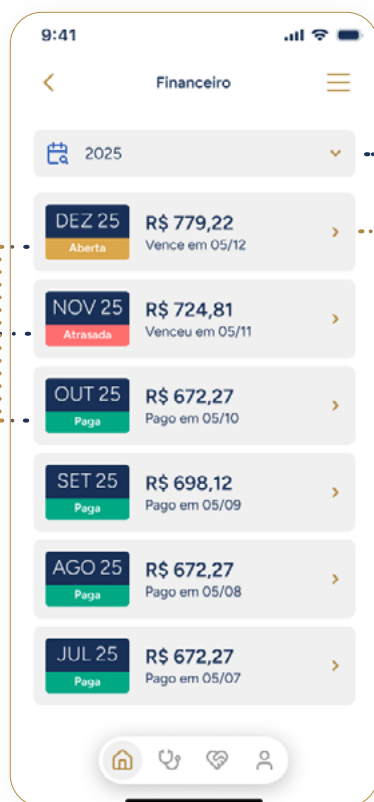 9:41
Financeiro
2025
DEZ 25
Aberta
R$ 779,22
Vence em 05/12
NOV 25
Atrasada
R$ 724,81
Venceu em 05/11
OUT 25
Paga
R$ 672,27
Pago em 05/10
SET 25
Paga
R$ 698,12
Pago em 05/09
AGO 25
Paga
R$ 672,27
Pago em 05/08
JUL 25
Paga
R$ 672,27
Pago em 05/07